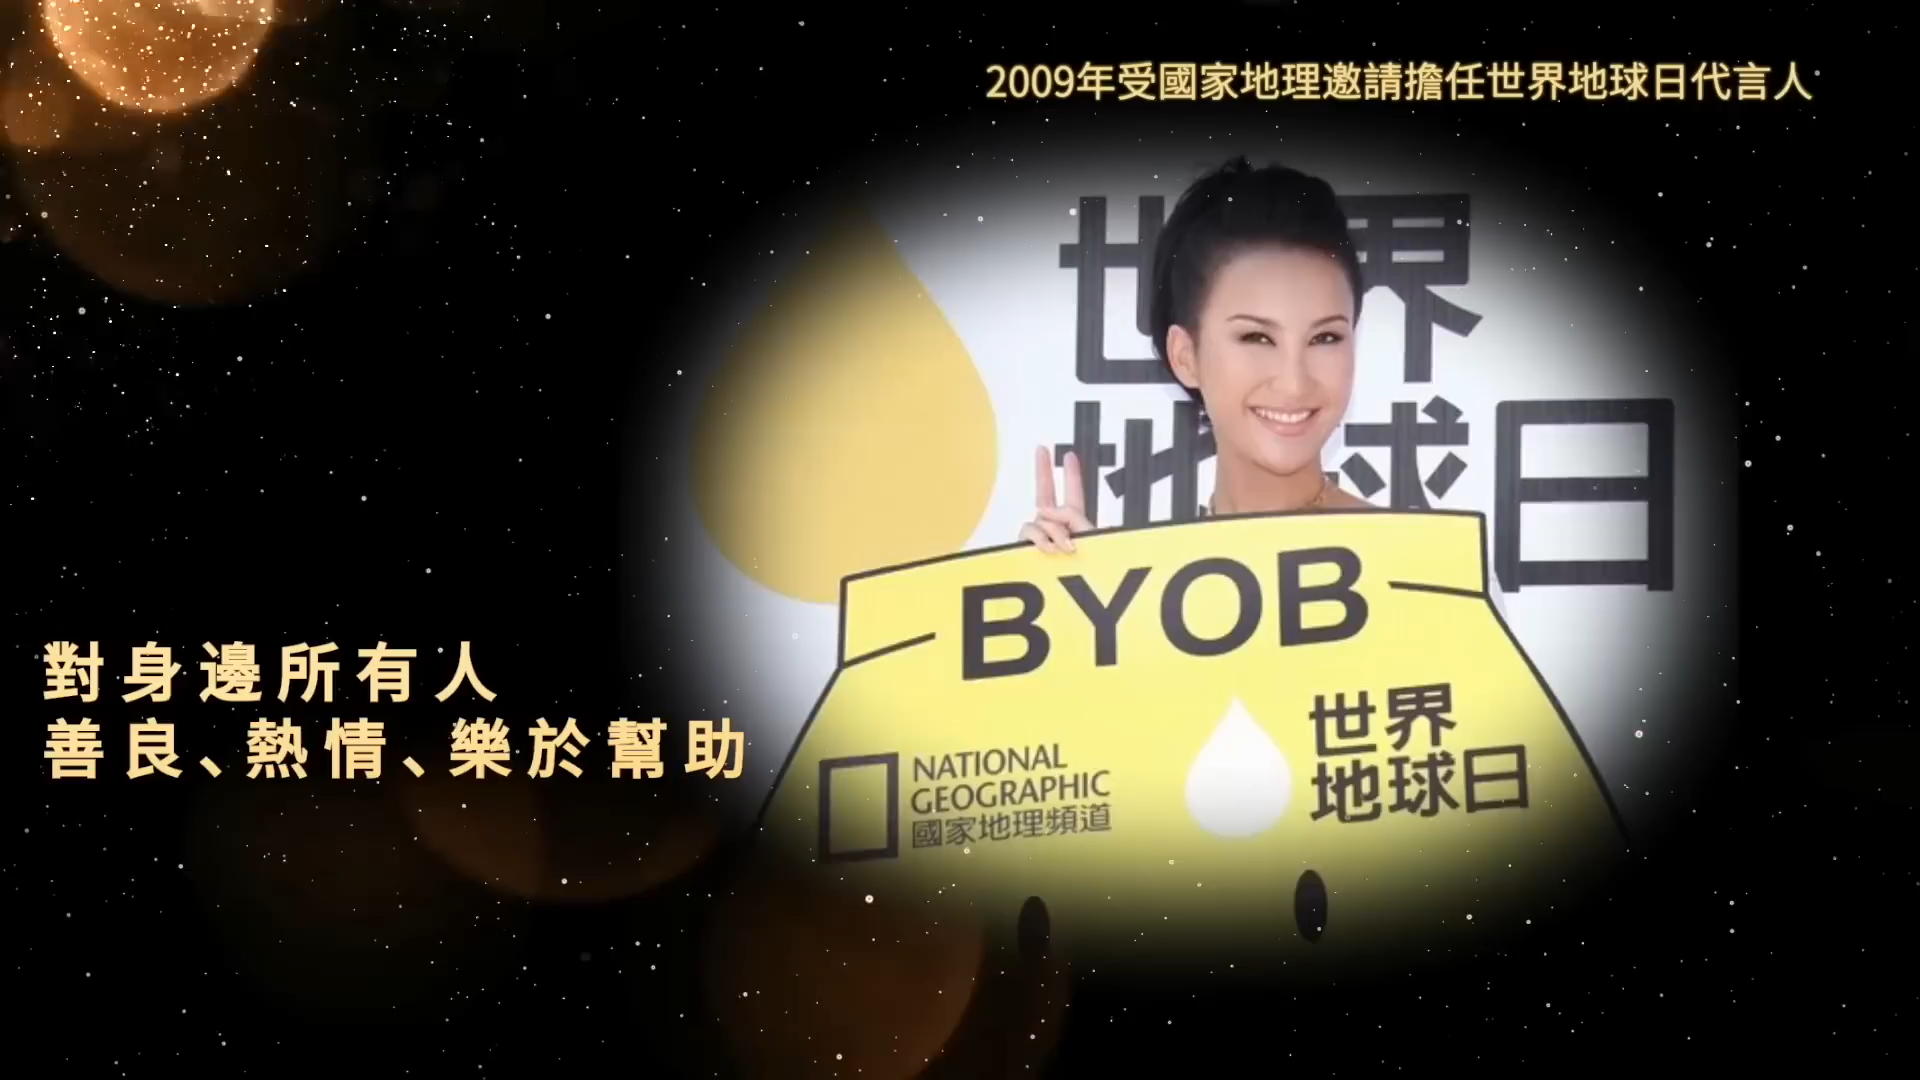 2009年受國家地理邀請擔任世界地球日代言人
世界
地球日
BYOB
NATIONAL
GEOGRAPHIC
國家地理頻道
世界
地球日
對身邊所有人
善良、熱情、樂於幫助